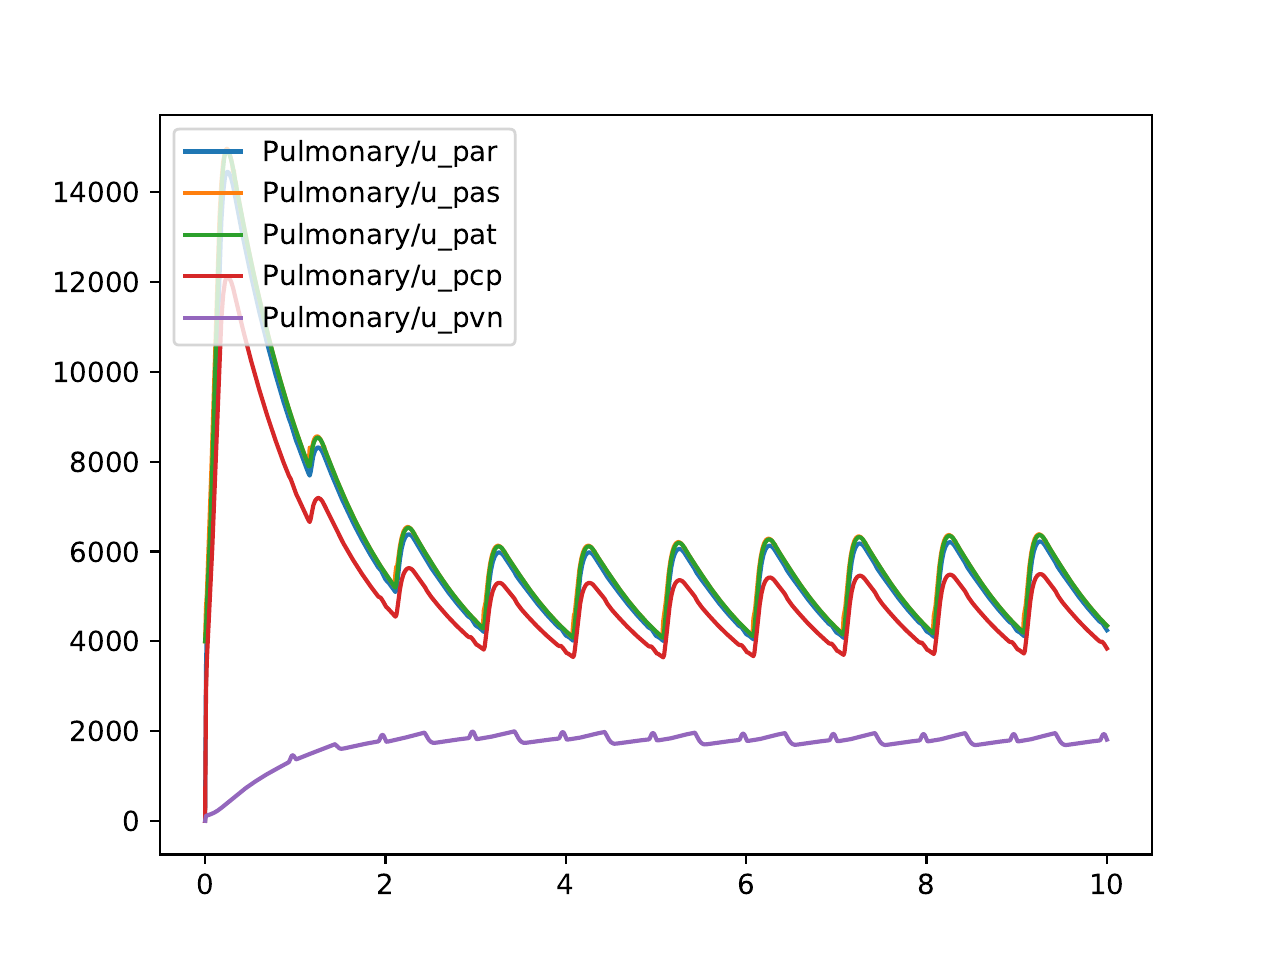 Pulmonary/u_par
Pulmonary/u_pas
Pulmonary/u_pat
Pulmonary/u_pcp
Pulmonary/u_pvn
14000
12000
10000
8000
6000
4000
2000
0
0 2 4 6 8 10